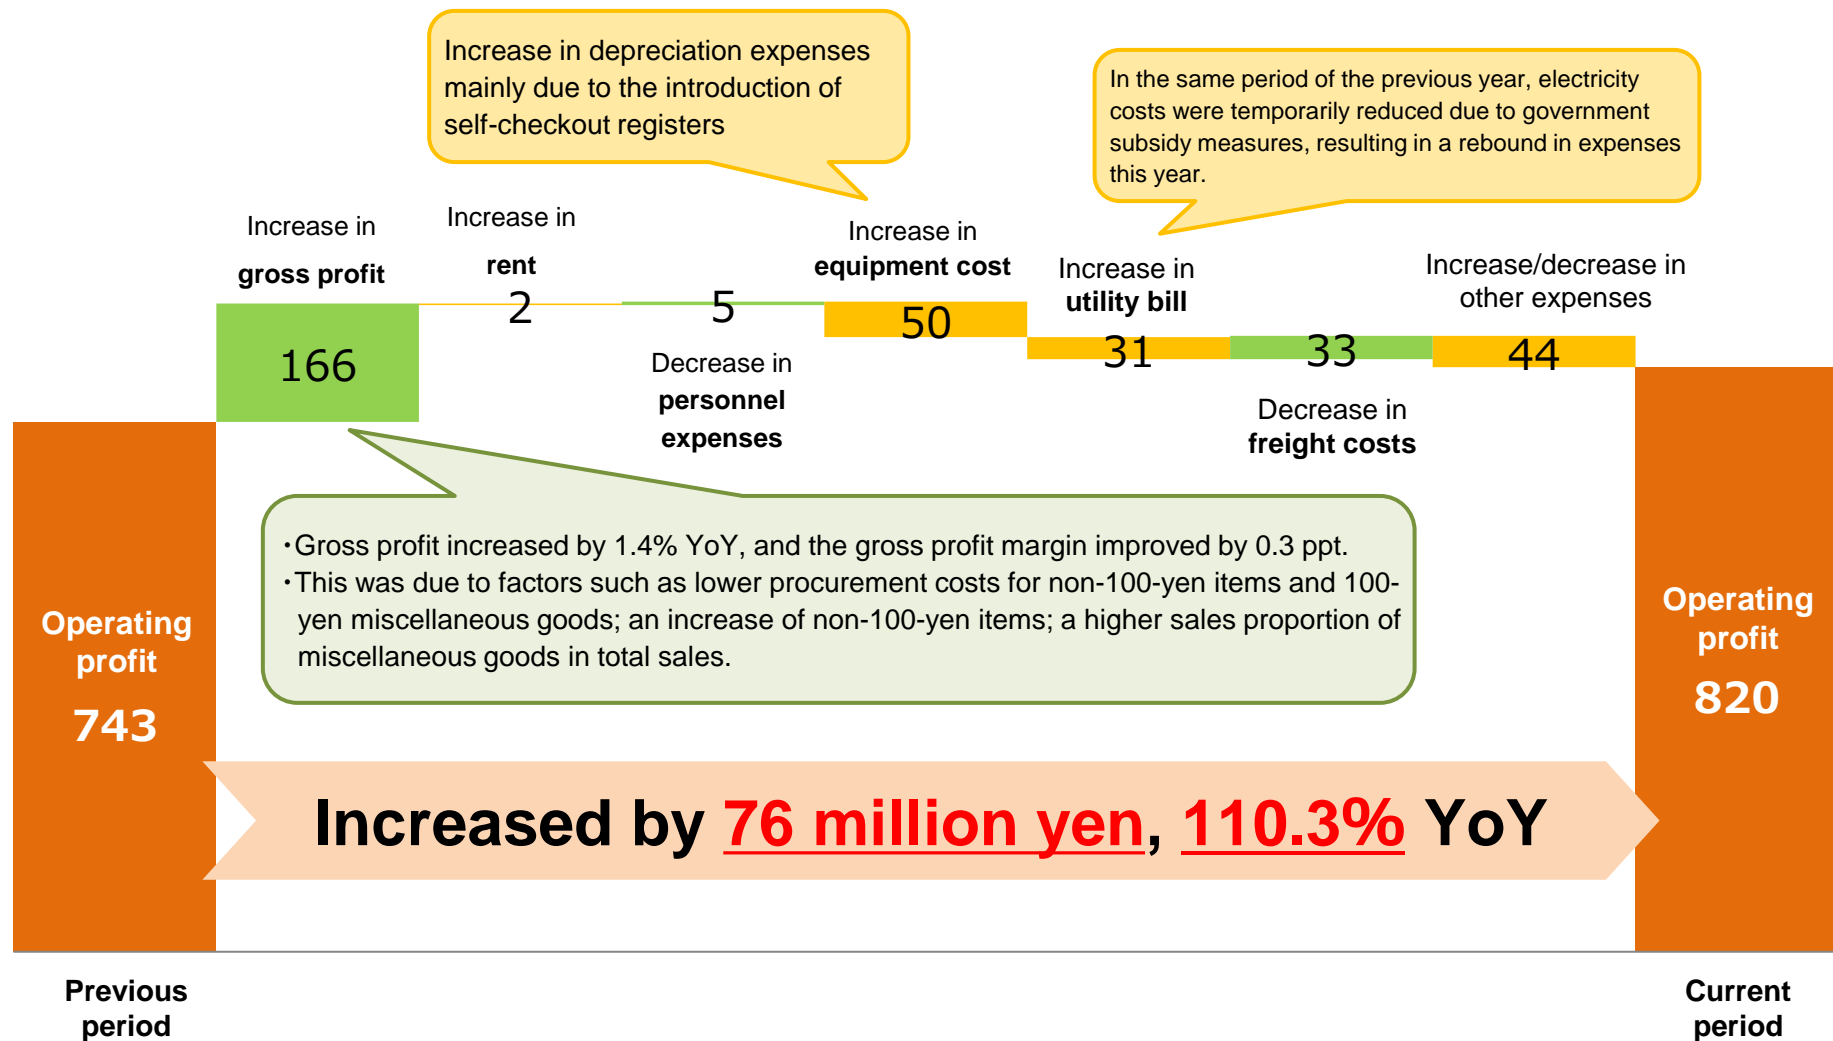 Increase in depreciation expenses
mainly due to the introduction of
self-checkout registers
In the same period of the previous year, electricity
costs were temporarily reduced due to government
subsidy measures, resulting in a rebound in expenses
this year.
Increase in
gross profit
166
Increase in
rent
2
5
Decrease in
personnel
expenses
Increase in
equipment cost
50
Increase in
utility bill
31
33
Decrease in
freight costs
Increase/decrease in
other expenses
44
・Gross profit increased by 1.4% YoY, and the gross profit margin improved by 0.3 ppt.
・This was due to factors such as lower procurement costs for non-100-yen items and 100-
yen miscellaneous goods; an increase of non-100-yen items; a higher sales proportion of
miscellaneous goods in total sales.
Operating
profit
743
Operating
profit
820
Increased by 76 million yen, 110.3% YoY
Previous
period
Current
period